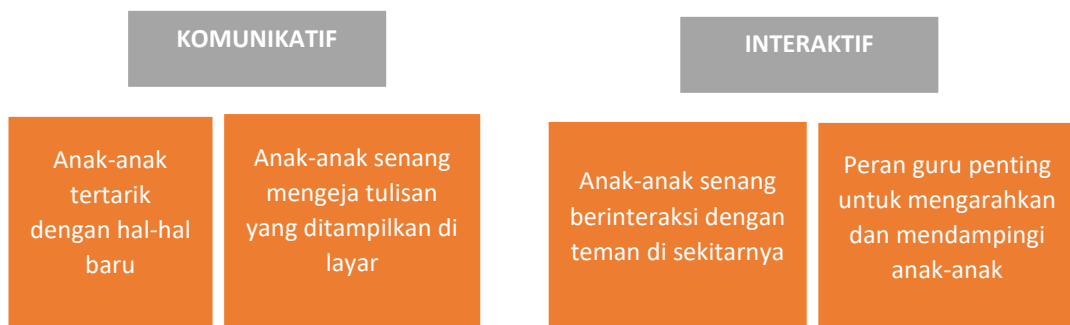 KOMUNIKATIF
Anak-anak
tertarik
dengan hal-hal
baru
Anak-anak senang
mengeja tulisan
yang ditampilkan di
layar
INTERAKTIF
Anak-anak senang
berinteraksi dengan
teman di sekitarnya
Peran guru penting
untuk mengarahkan
dan mendampingi
anak-anak